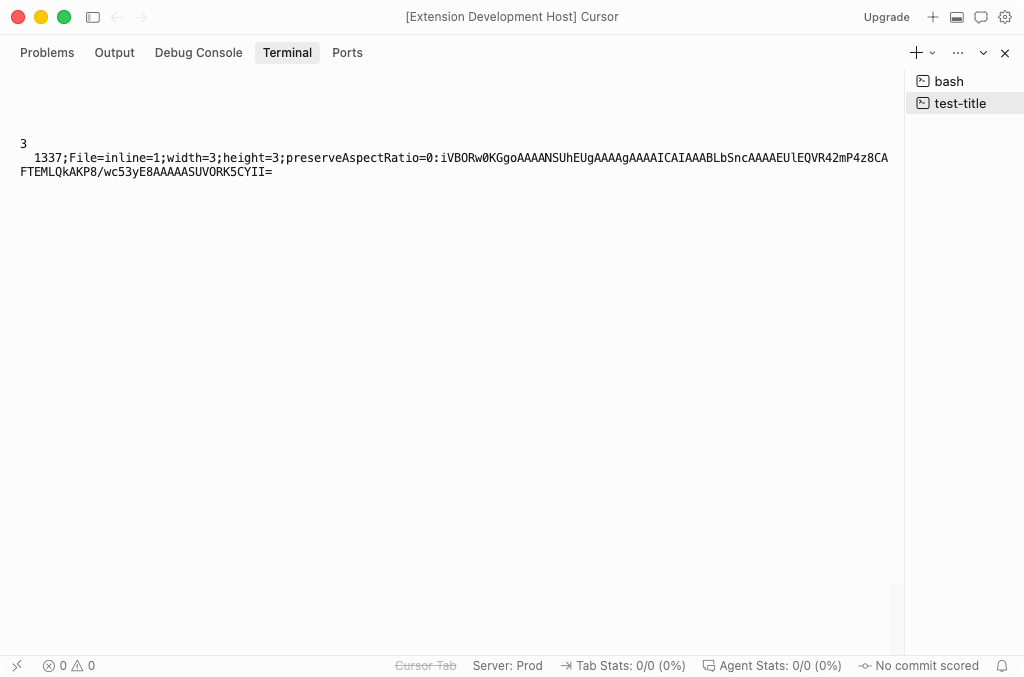 [Extension Development Host] Cursor
Upgrade
Problems Output Debug Console Terminal Ports
bash
test-title
3
1337;File=inline=1;width=3;height=3;preserveAspectRatio=0:iVBORw0KGgoAAAANSUhEUgAAAAgAAAAICAIAAABLbSncAAAAEUlEQVR42mP4z8CA
FTEMLQkAKP8/wc53yE8AAAAASUVORK5CYII=
0 0 Cursor Tab Server: Prod Tab Stats: 0/0 (0%) Agent Stats: 0/0 (0%) No commit scored